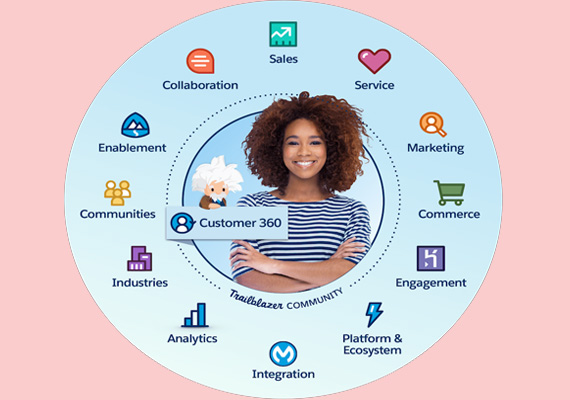 Sales
Service
Marketing
Commerce
Engagement
Platform &
Ecosystem
Integration
Analytics
Industries
Communities
Enablement
Collaboration
Customer 360
Trailblazer COMMUNITY